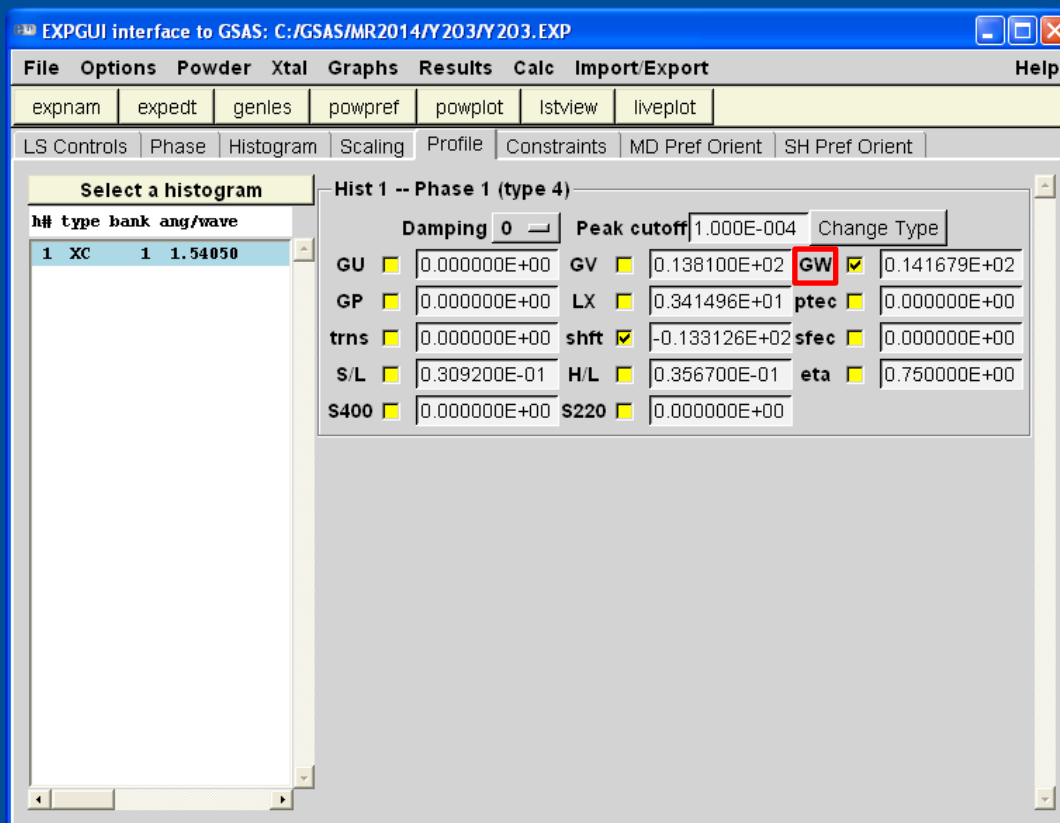 EXPGUI interface to GSAS: C:/GSAS/MR2014/Y2O3/Y2O3.EXP
File Options Powder Xtal Graphs Results Calc Import/Export Help
expnam expedt genles powpref powplot lstview liveplot
LS Controls Phase Histogram Scaling Profile Constraints MD Pref Orient SH Pref Orient
Select a histogram
h# type bank ang/wave
1 XC 1 1.54050
Hist 1 -- Phase 1 (type 4)
Damping 0 Peak cutoff 1.000E-004 Change Type
GU 0.000000E+00 GV 0.138100E+02 GW 0.141679E+02
GP 0.000000E+00 LX 0.341496E+01 ptec 0.000000E+00
trns 0.000000E+00 shft -0.133126E+02 sfec 0.000000E+00
S/L 0.309200E-01 H/L 0.356700E-01 eta 0.750000E+00
S400 0.000000E+00 S220 0.000000E+00